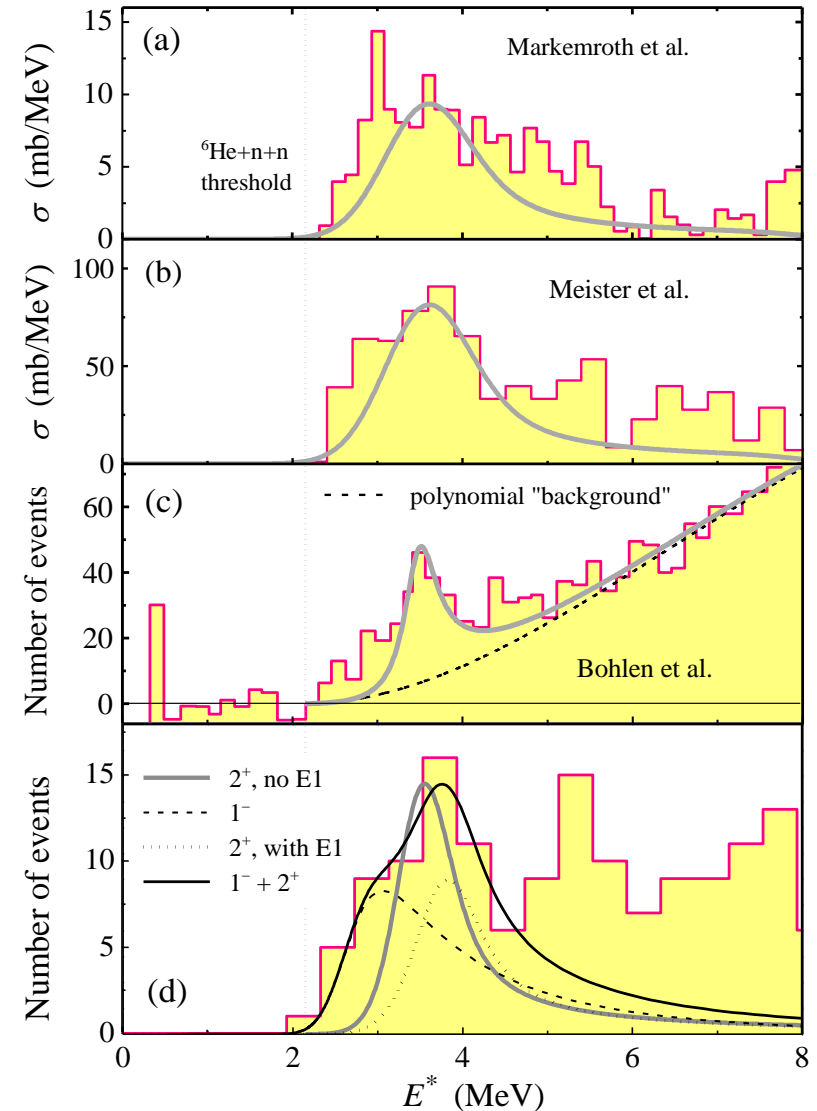 (a)
Markemroth et al.
⁶He+n+n
threshold
σ (mb/MeV)
15
10
5
0
(b)
Meister et al.
σ (mb/MeV)
100
50
0
(c)
polynomial "background"
Bohlen et al.
Number of events
60
40
20
0
2⁺, no E1
1⁻
2⁺, with E1
1⁻ + 2⁺
(d)
Number of events
15
10
5
0
0 2 4 6 8
E* (MeV)